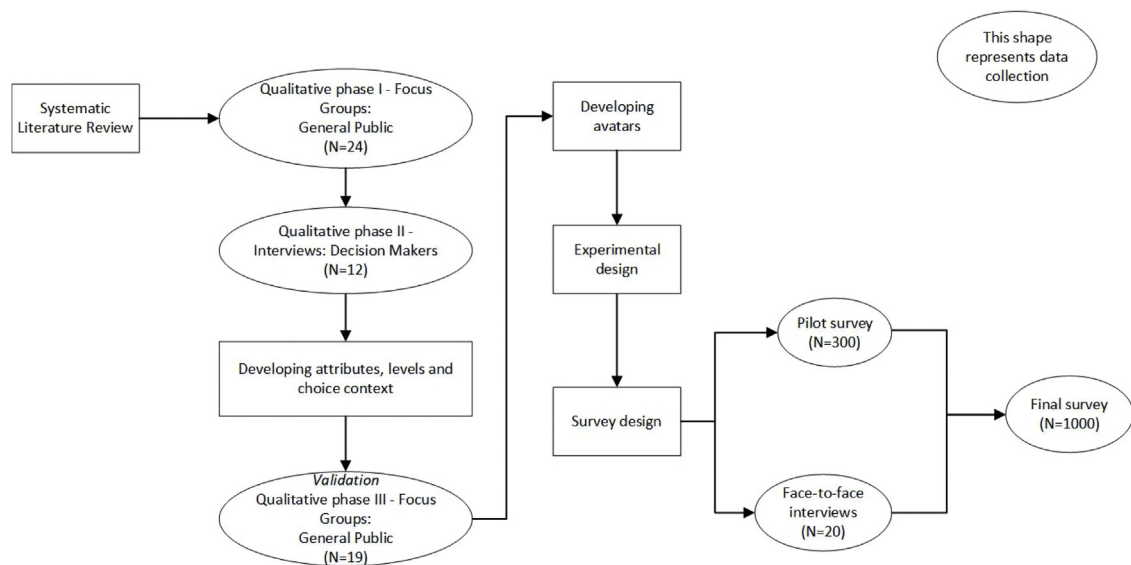 This shape
represents data
collection
Systematic
Literature Review
Qualitative phase I - Focus
Groups:
General Public
(N=24)
Qualitative phase II -
Interviews: Decision Makers
(N=12)
Developing attributes, levels and
choice context
Validation
Qualitative phase III - Focus
Groups:
General Public
(N=19)
Developing
avatars
Experimental
design
Survey design
Pilot survey
(N=300)
Face-to-face
interviews
(N=20)
Final survey
(N=1000)